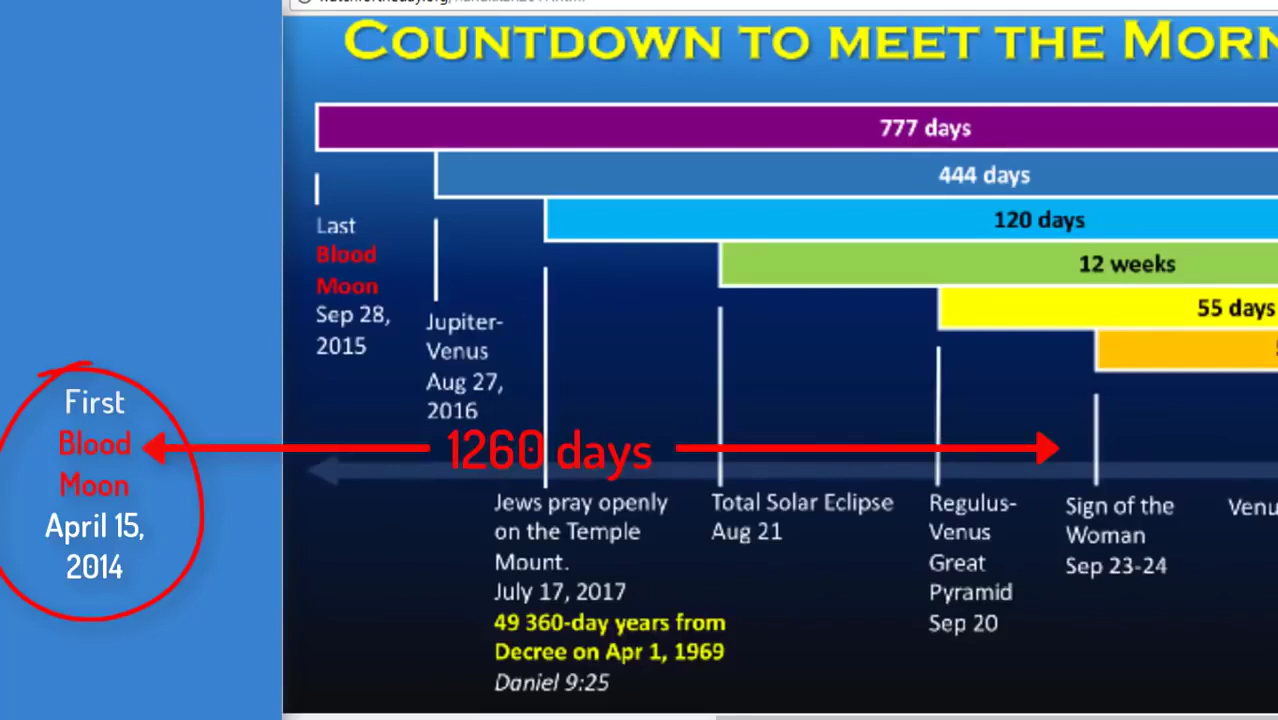 COUNTDOWN TO MEET THE MORN
777 days
444 days
120 days
12 weeks
55 days
Last
Blood
Moon
Sep 28,
2015
Jupiter-
Venus
Aug 27,
2016
First
Blood
Moon
April 15,
2014
1260 days
Jews pray openly
on the Temple
Mount.
July 17, 2017
49 360-day years from
Decree on Apr 1, 1969
Daniel 9:25
Total Solar Eclipse
Aug 21
Regulus-
Venus
Great
Pyramid
Sep 20
Sign of the
Woman
Sep 23-24
Venu